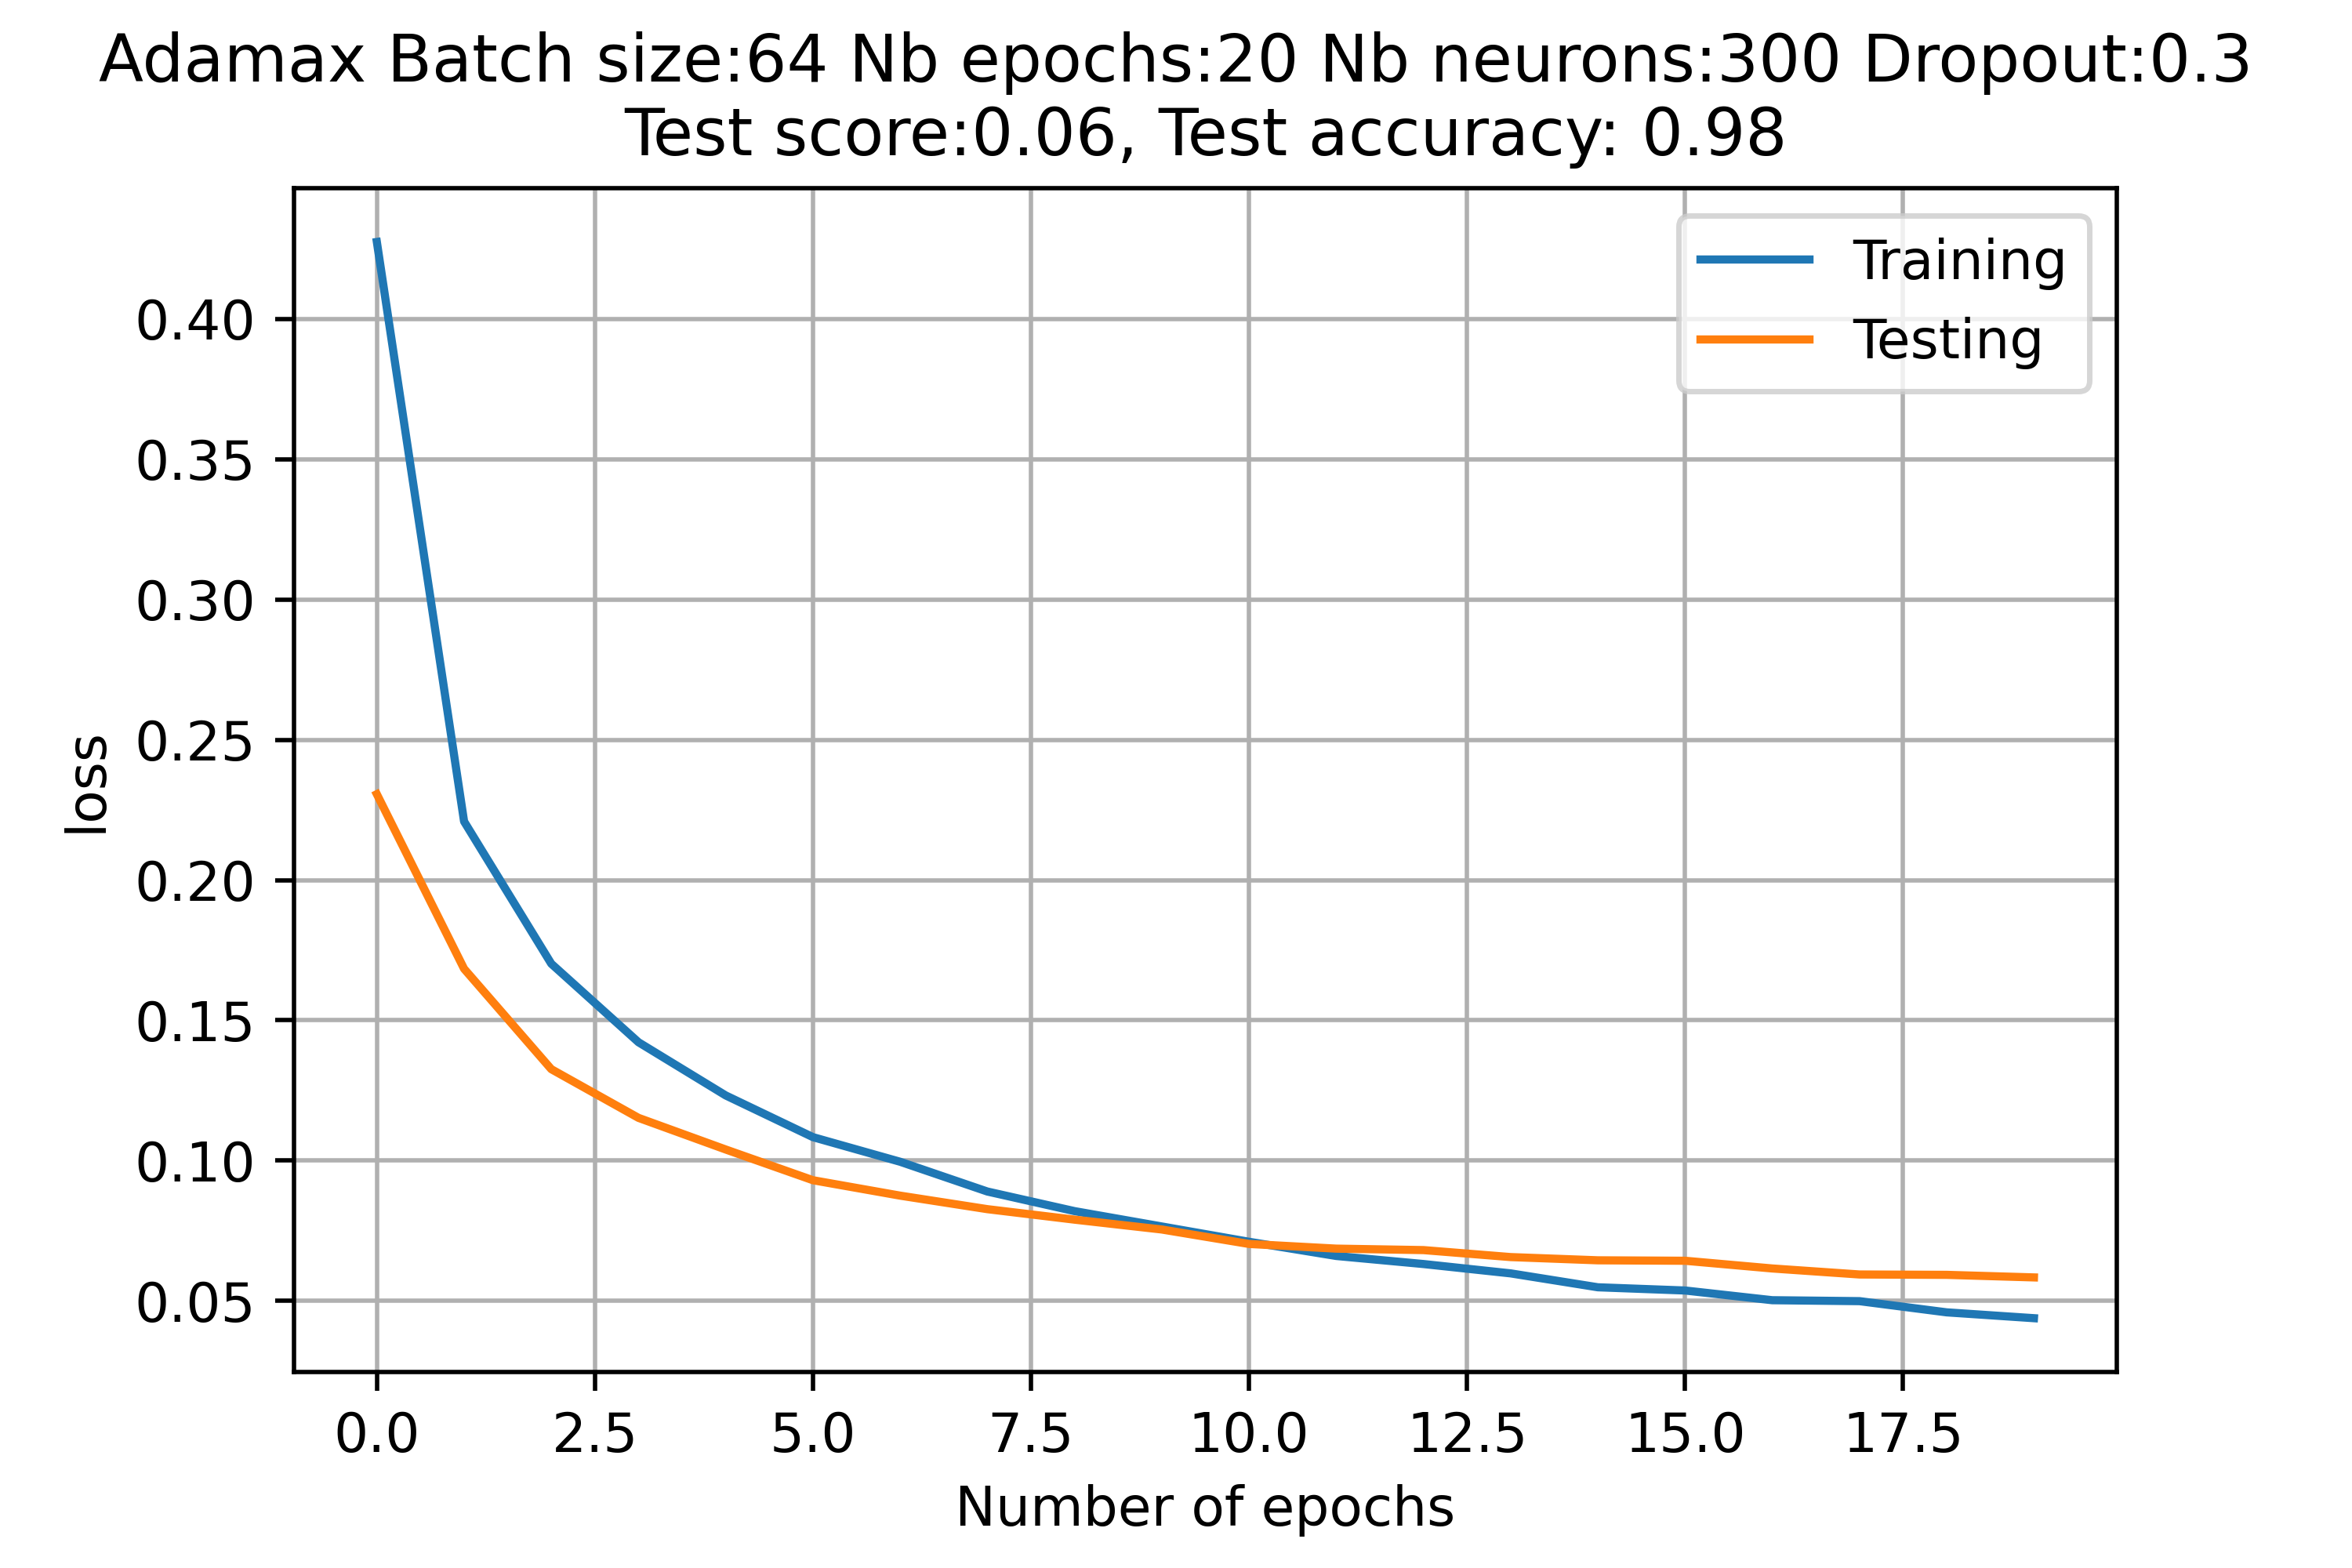 Adamax Batch size:64 Nb epochs:20 Nb neurons:300 Dropout:0.3
Test score:0.06, Test accuracy: 0.98
Training
Testing
0.40
0.35
0.30
0.25
0.20
0.15
0.10
0.05
loss
0.0 2.5 5.0 7.5 10.0 12.5 15.0 17.5
Number of epochs